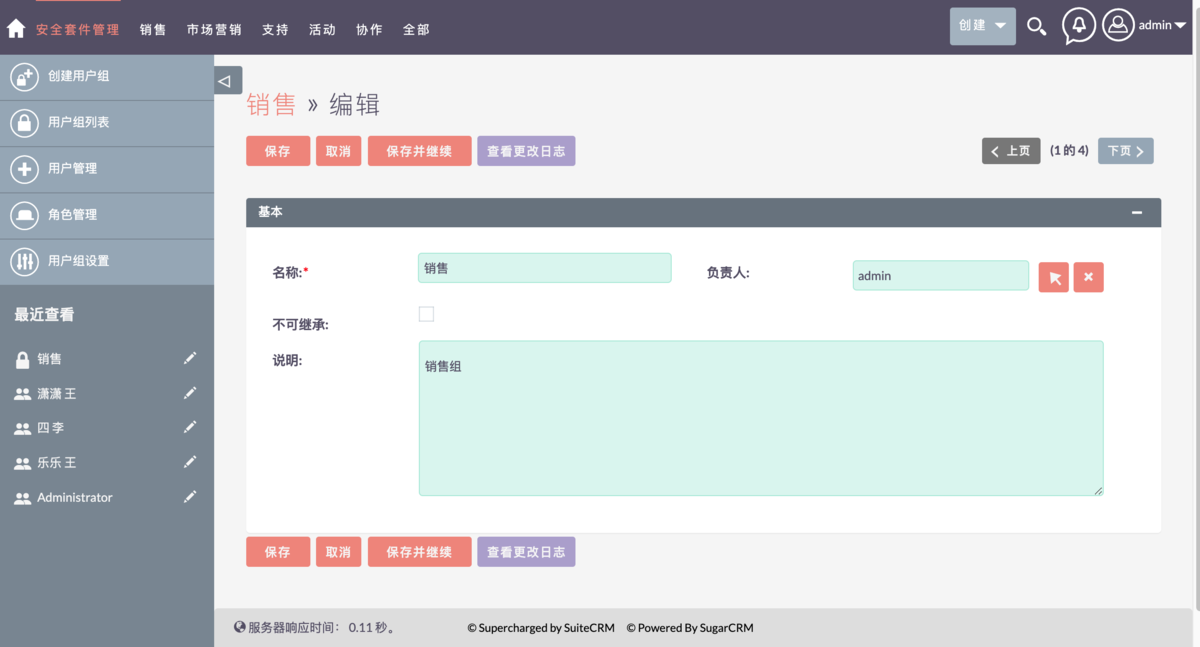 安全套件管理 销售 市场营销 支持 活动 协作 全部 创建 admin
创建用户组
用户组列表
用户管理
角色管理
用户组设置
最近查看
销售
潇潇 王
四 李
乐乐 王
Administrator
销售 » 编辑
保存 取消 保存并继续 查看更改日志 上页 (1 的 4) 下页
基本
名称:* 销售 负责人: admin
不可继承:
说明: 销售组
保存 取消 保存并继续 查看更改日志
服务器响应时间: 0.11 秒。 © Supercharged by SuiteCRM © Powered By SugarCRM